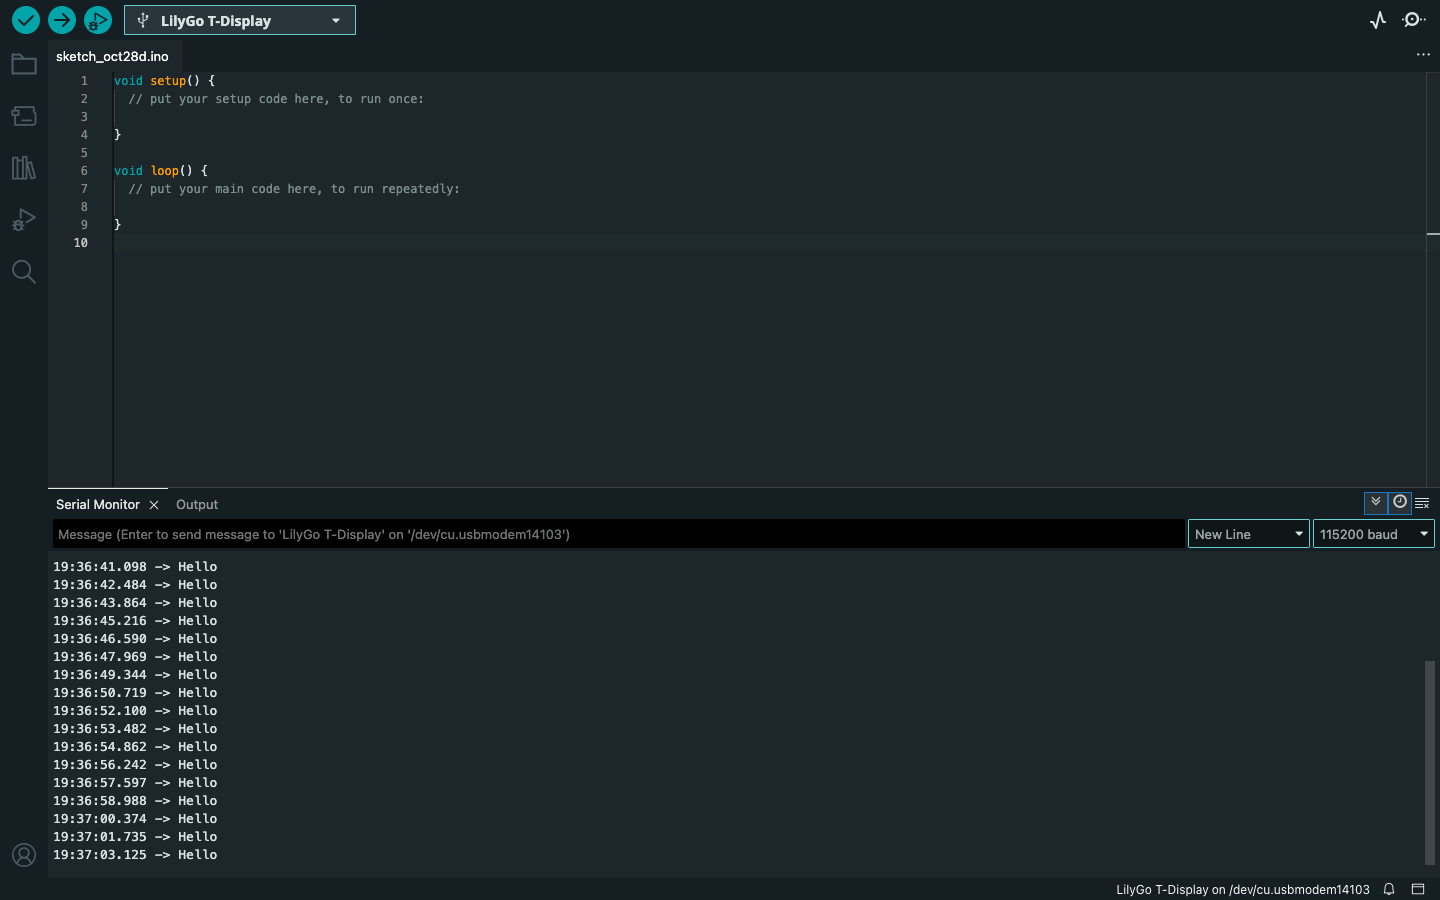 LilyGo T-Display
sketch_oct28d.ino
1 void setup() {
2   // put your setup code here, to run once:
3
4 }
5
6 void loop() {
7   // put your main code here, to run repeatedly:
8
9 }
10
Serial Monitor Output
Message (Enter to send message to 'LilyGo T-Display' on '/dev/cu.usbmodem14103') New Line 115200 baud
19:36:41.098 -> Hello
19:36:42.484 -> Hello
19:36:43.864 -> Hello
19:36:45.216 -> Hello
19:36:46.590 -> Hello
19:36:47.969 -> Hello
19:36:49.344 -> Hello
19:36:50.719 -> Hello
19:36:52.100 -> Hello
19:36:53.482 -> Hello
19:36:54.862 -> Hello
19:36:56.242 -> Hello
19:36:57.597 -> Hello
19:36:58.988 -> Hello
19:37:00.374 -> Hello
19:37:01.735 -> Hello
19:37:03.125 -> Hello
LilyGo T-Display on /dev/cu.usbmodem14103